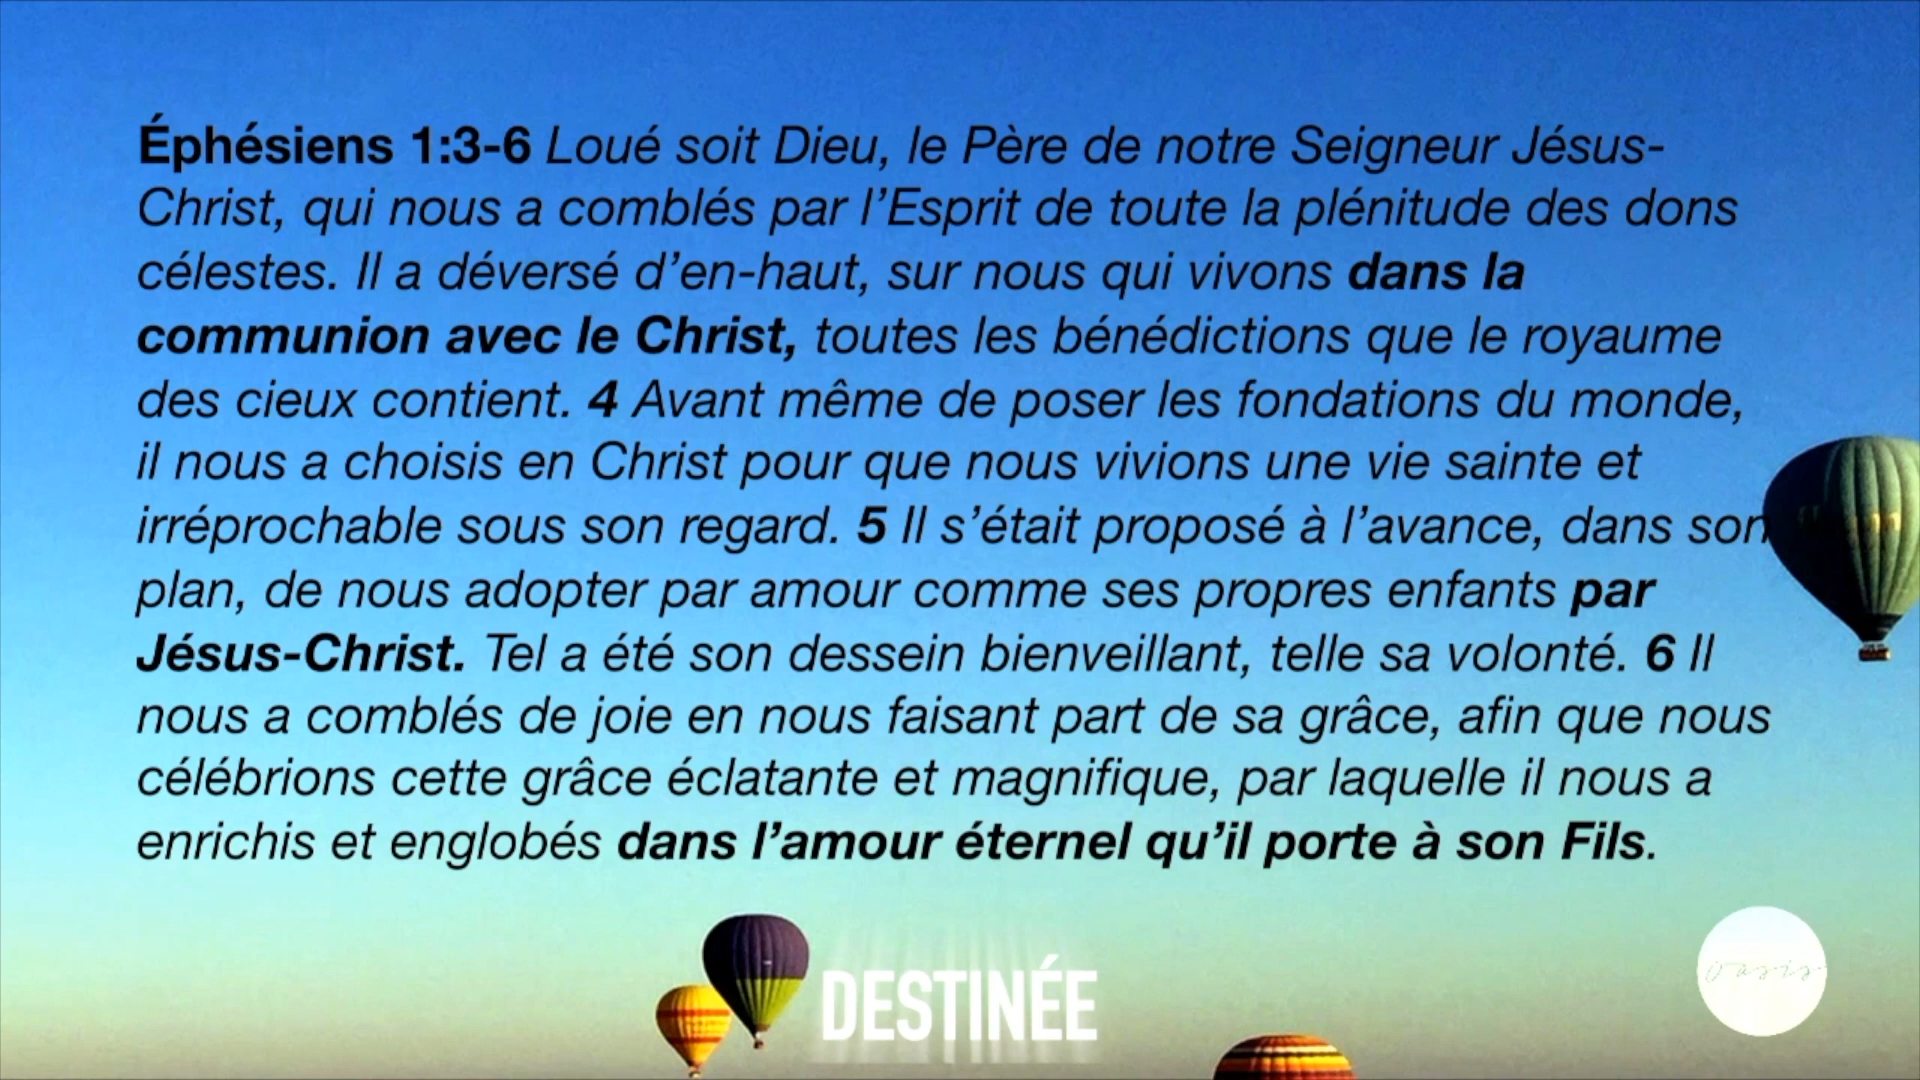 Éphésiens 1:3-6 Loué soit Dieu, le Père de notre Seigneur Jésus-
Christ, qui nous a comblés par l’Esprit de toute la plénitude des dons
célestes. Il a déversé d’en-haut, sur nous qui vivons dans la
communion avec le Christ, toutes les bénédictions que le royaume
des cieux contient. 4 Avant même de poser les fondations du monde,
il nous a choisis en Christ pour que nous vivions une vie sainte et
irréprochable sous son regard. 5 Il s’était proposé à l’avance, dans son
plan, de nous adopter par amour comme ses propres enfants par
Jésus-Christ. Tel a été son dessein bienveillant, telle sa volonté. 6 Il
nous a comblés de joie en nous faisant part de sa grâce, afin que nous
célébrions cette grâce éclatante et magnifique, par laquelle il nous a
enrichis et englobés dans l’amour éternel qu’il porte à son Fils.
DESTINÉE
oasis